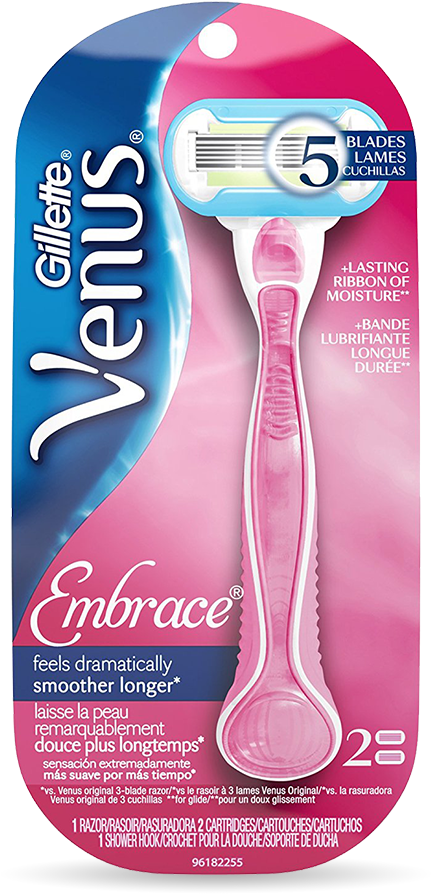 Gillette®
Venus®
5 BLADES
LAMES
CUCHILLAS
+LASTING
RIBBON OF
MOISTURE**
+BANDE
LUBRIFIANTE
LONGUE
DURÉE**
Embrace®
feels dramatically
smoother longer*
laisse la peau
remarquablement
douce plus longtemps*
sensación extremadamente
más suave por más tiempo*
2
*vs. Venus original 3-blade razor/*vs le rasoir à 3 lames Venus Original/*vs. la rasuradora
Venus original de 3 cuchillas **for glide/**pour un doux glissement
1 RAZOR/RASOIR/RASURADORA 2 CARTRIDGES/CARTOUCHES/CARTUCHOS
1 SHOWER HOOK/CROCHET POUR LA DOUCHE/SOPORTE DE DUCHA
96182255